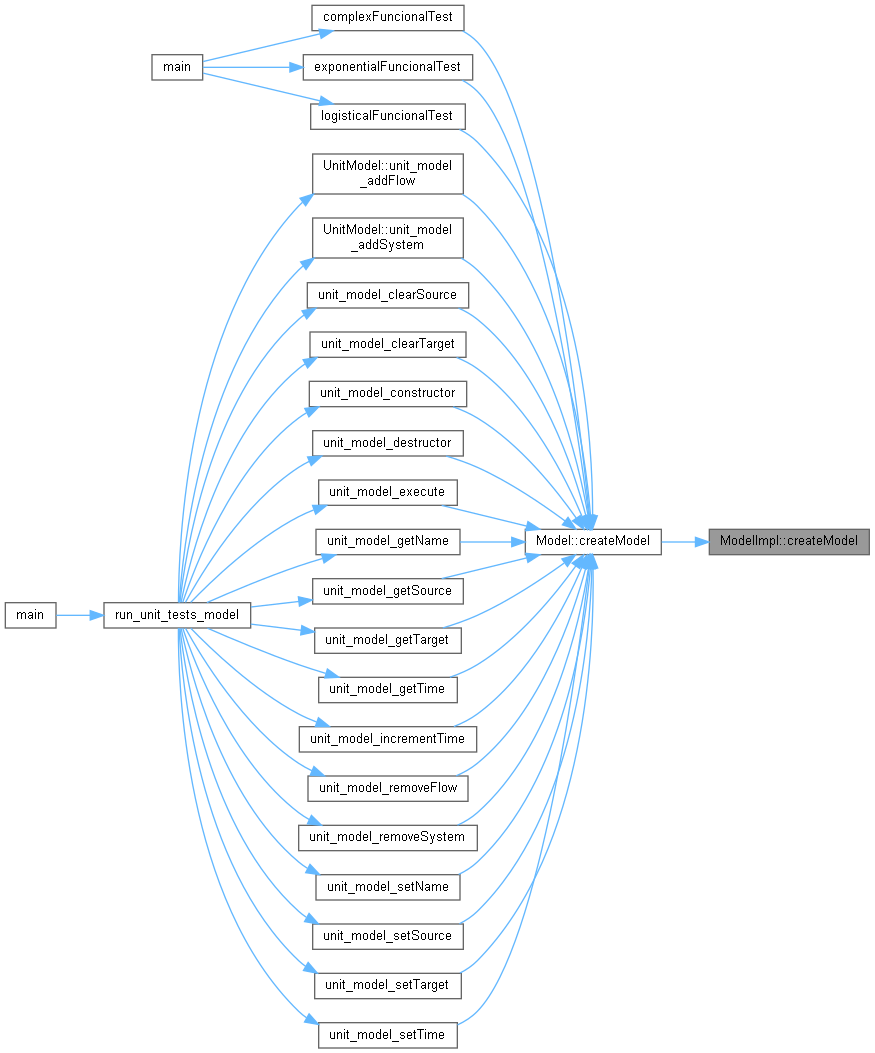 complexFuncionalTest
main
exponentialFuncionalTest
logisticalFuncionalTest
UnitModel::unit_model
_addFlow
UnitModel::unit_model
_addSystem
unit_model_clearSource
unit_model_clearTarget
unit_model_constructor
unit_model_destructor
unit_model_execute
unit_model_getName
Model::createModel
ModelImpl::createModel
unit_model_getSource
main
run_unit_tests_model
unit_model_getTarget
unit_model_getTime
unit_model_incrementTime
unit_model_removeFlow
unit_model_removeSystem
unit_model_setName
unit_model_setSource
unit_model_setTarget
unit_model_setTime